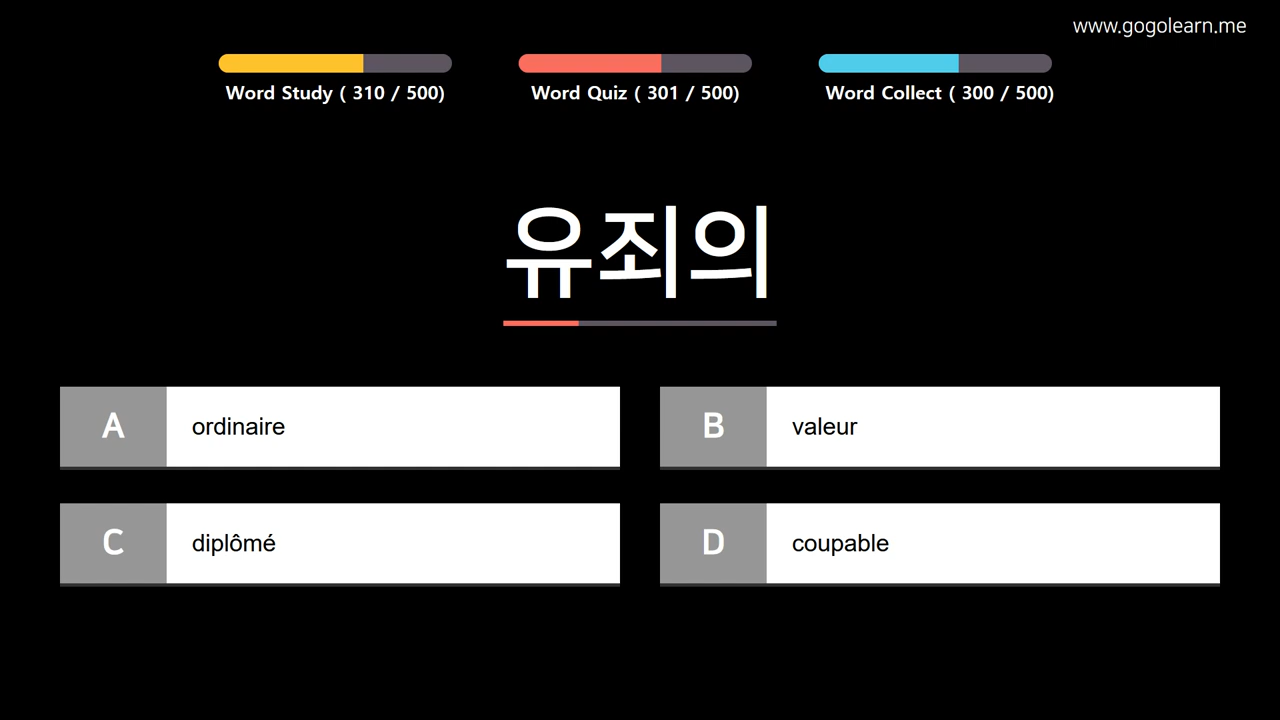 www.gogolearn.me
Word Study ( 310 / 500)
Word Quiz ( 301 / 500)
Word Collect ( 300 / 500)
유죄의
A ordinaire
B valeur
C diplômé
D coupable